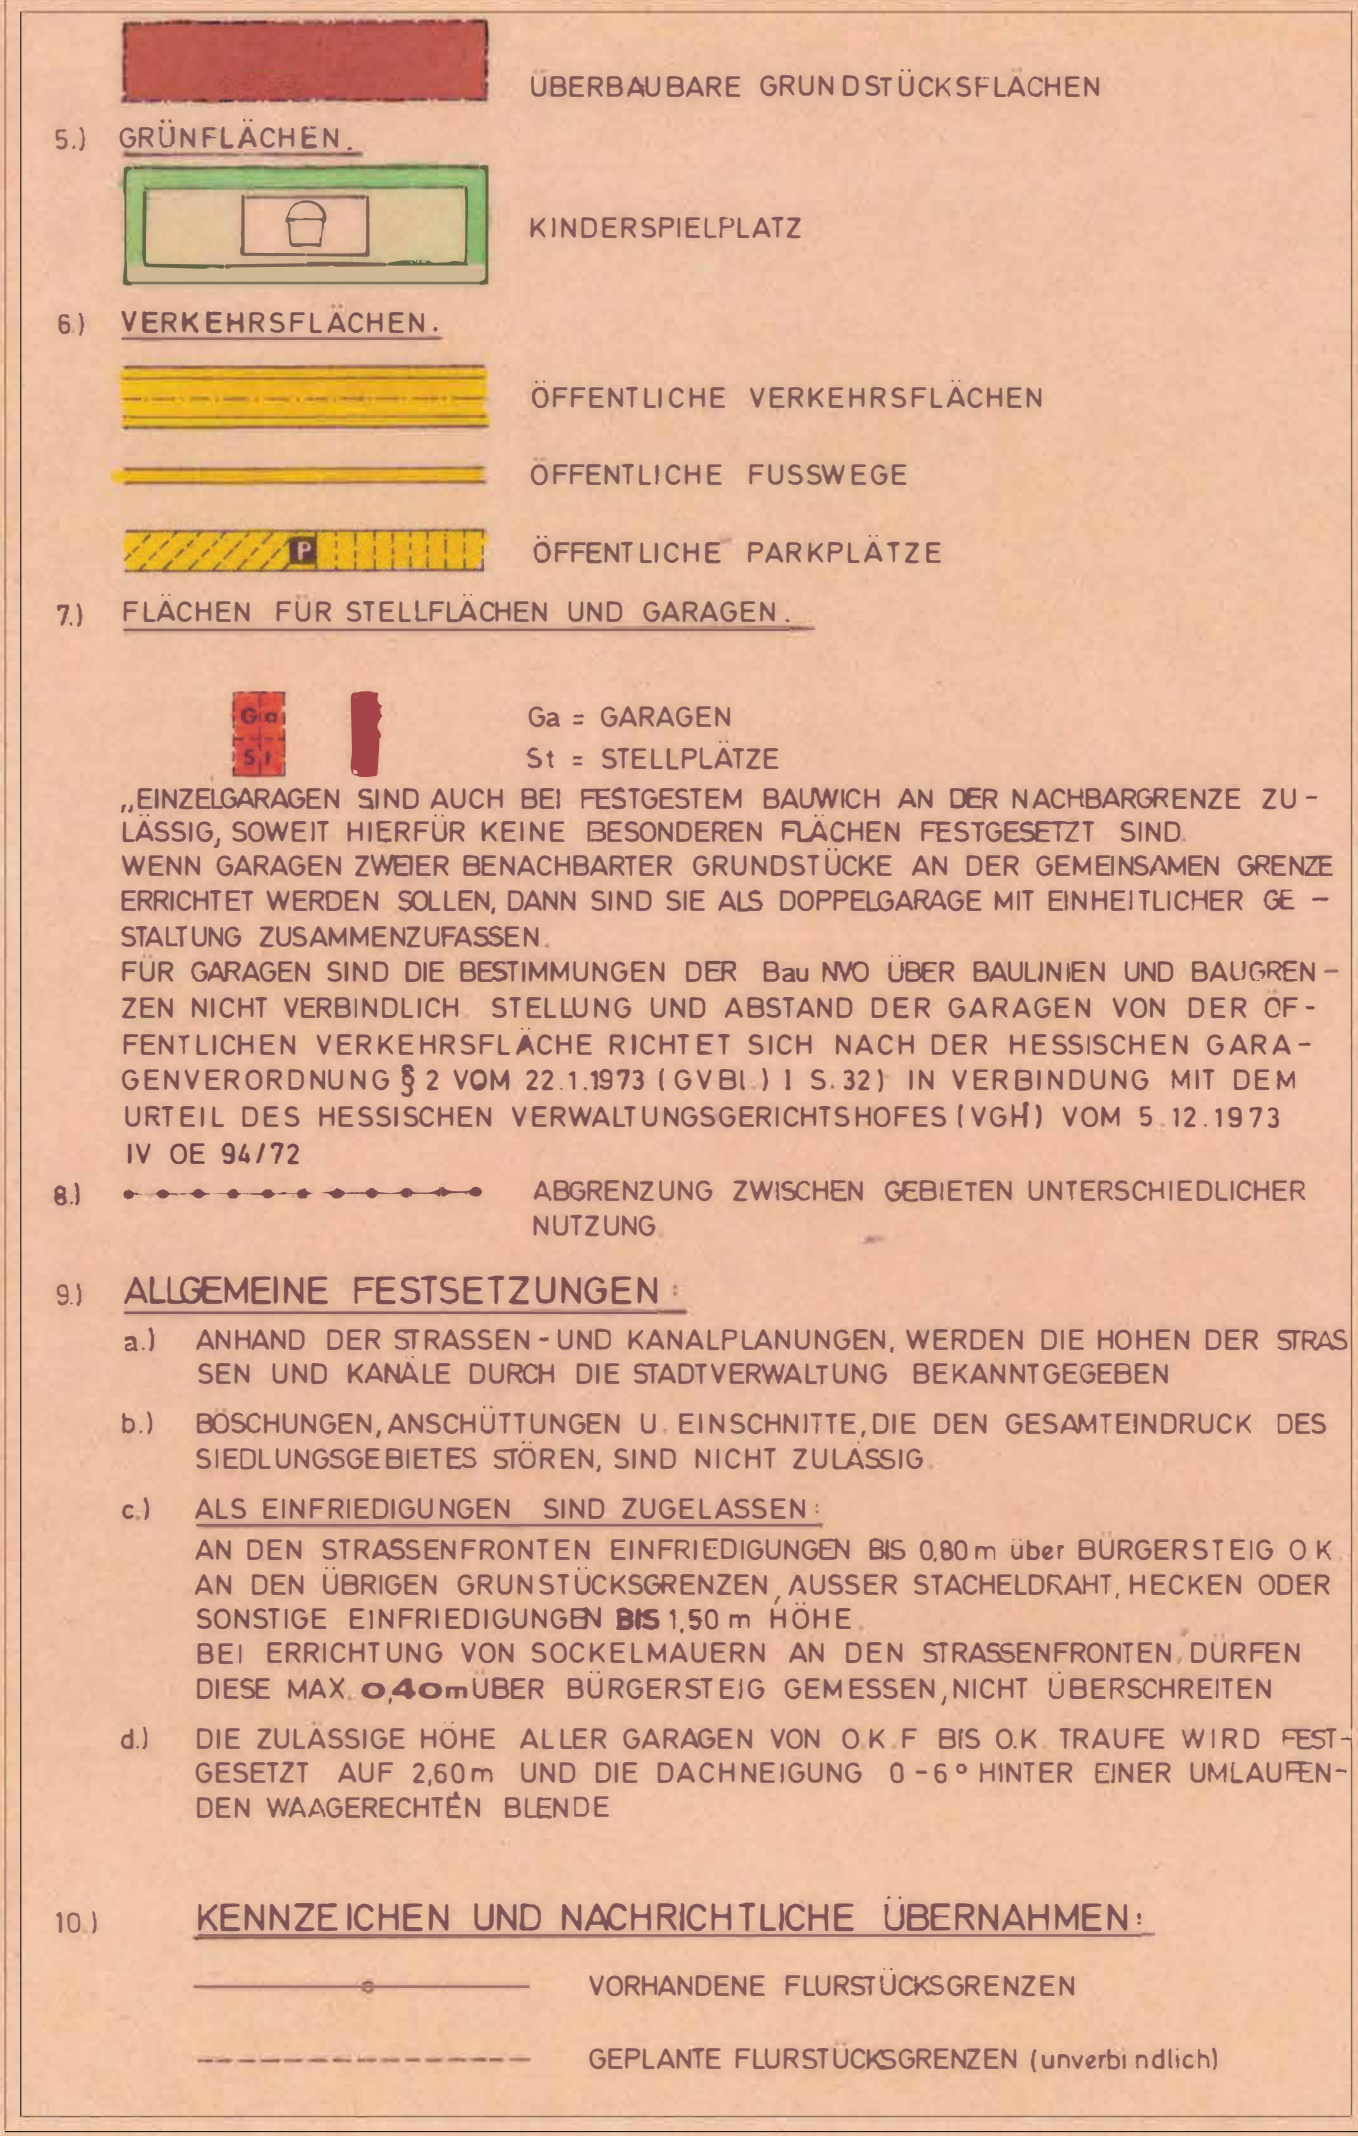 ÜBERBAUBARE GRUNDSTÜCKSFLÄCHEN
5.) GRÜNFLÄCHEN.
KINDERSPIELPLATZ
6.) VERKEHRSFLÄCHEN.
ÖFFENTLICHE VERKEHRSFLÄCHEN
ÖFFENTLICHE FUSSWEGE
P ÖFFENTLICHE PARKPLÄTZE
7.) FLÄCHEN FÜR STELLFLÄCHEN UND GARAGEN.
Ga Ga = GARAGEN
St St = STELLPLÄTZE
„EINZELGARAGEN SIND AUCH BEI FESTGESTEM BAUWICH AN DER NACHBARGRENZE ZU-
LÄSSIG, SOWEIT HIERFÜR KEINE BESONDEREN FLÄCHEN FESTGESETZT SIND.
WENN GARAGEN ZWEIER BENACHBARTER GRUNDSTÜCKE AN DER GEMEINSAMEN GRENZE
ERRICHTET WERDEN SOLLEN, DANN SIND SIE ALS DOPPELGARAGE MIT EINHEITLICHER GE-
STALTUNG ZUSAMMENZUFASSEN.
FÜR GARAGEN SIND DIE BESTIMMUNGEN DER Bau NVO ÜBER BAULINIEN UND BAUGREN-
ZEN NICHT VERBINDLICH. STELLUNG UND ABSTAND DER GARAGEN VON DER ÖF-
FENTLICHEN VERKEHRSFLÄCHE RICHTET SICH NACH DER HESSISCHEN GARA-
GENVERORDNUNG § 2 VOM 22.1.1973 (GVBl.) I S.32) IN VERBINDUNG MIT DEM
URTEIL DES HESSISCHEN VERWALTUNGSGERICHTSHOFES (VGH) VOM 5.12.1973
IV OE 94/72
8.) ABGRENZUNG ZWISCHEN GEBIETEN UNTERSCHIEDLICHER
NUTZUNG.
9.) ALLGEMEINE FESTSETZUNGEN:
a.) ANHAND DER STRASSEN-UND KANALPLANUNGEN, WERDEN DIE HÖHEN DER STRAS
SEN UND KANÄLE DURCH DIE STADTVERWALTUNG BEKANNTGEGEBEN
b.) BÖSCHUNGEN, ANSCHÜTTUNGEN U. EINSCHNITTE, DIE DEN GESAMTEINDRUCK DES
SIEDLUNGSGEBIETES STÖREN, SIND NICHT ZULÄSSIG.
c.) ALS EINFRIEDIGUNGEN SIND ZUGELASSEN:
AN DEN STRASSENFRONTEN EINFRIEDIGUNGEN BIS 0,80 m über BÜRGERSTEIG O K.
AN DEN ÜBRIGEN GRUNSTÜCKSGRENZEN, AUSSER STACHELDRAHT, HECKEN ODER
SONSTIGE EINFRIEDIGUNGEN BIS 1,50 m HÖHE.
BEI ERRICHTUNG VON SOCKELMAUERN AN DEN STRASSENFRONTEN, DÜRFEN
DIESE MAX. 0,40m ÜBER BÜRGERSTEIG GEMESSEN, NICHT ÜBERSCHREITEN
d.) DIE ZULÄSSIGE HÖHE ALLER GARAGEN VON O.K.F BIS O.K. TRAUFE WIRD FEST-
GESETZT AUF 2,60m UND DIE DACHNEIGUNG 0-6° HINTER EINER UMLAUFEN-
DEN WAAGERECHTEN BLENDE
10.) KENNZEICHEN UND NACHRICHTLICHE ÜBERNAHMEN:
VORHANDENE FLURSTÜCKSGRENZEN
GEPLANTE FLURSTÜCKSGRENZEN (unverbindlich)